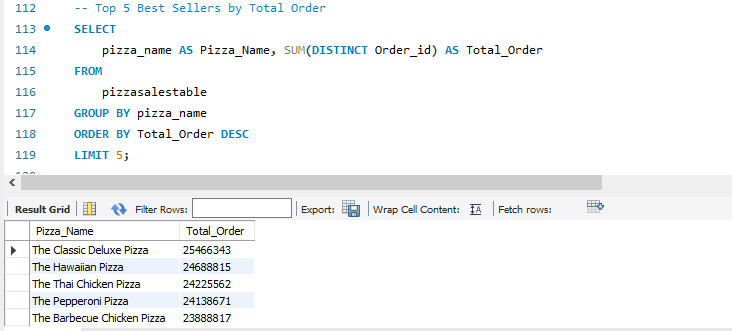 112 -- Top 5 Best Sellers by Total Order
113 SELECT
114 pizza_name AS Pizza_Name, SUM(DISTINCT Order_id) AS Total_Order
115 FROM
116 pizzasalestable
117 GROUP BY pizza_name
118 ORDER BY Total_Order DESC
119 LIMIT 5;
Result Grid Filter Rows: Export: Wrap Cell Content: IA Fetch rows:
Pizza_Name Total_Order
The Classic Deluxe Pizza 25466343
The Hawaiian Pizza 24688815
The Thai Chicken Pizza 24225562
The Pepperoni Pizza 24138671
The Barbecue Chicken Pizza 23888817